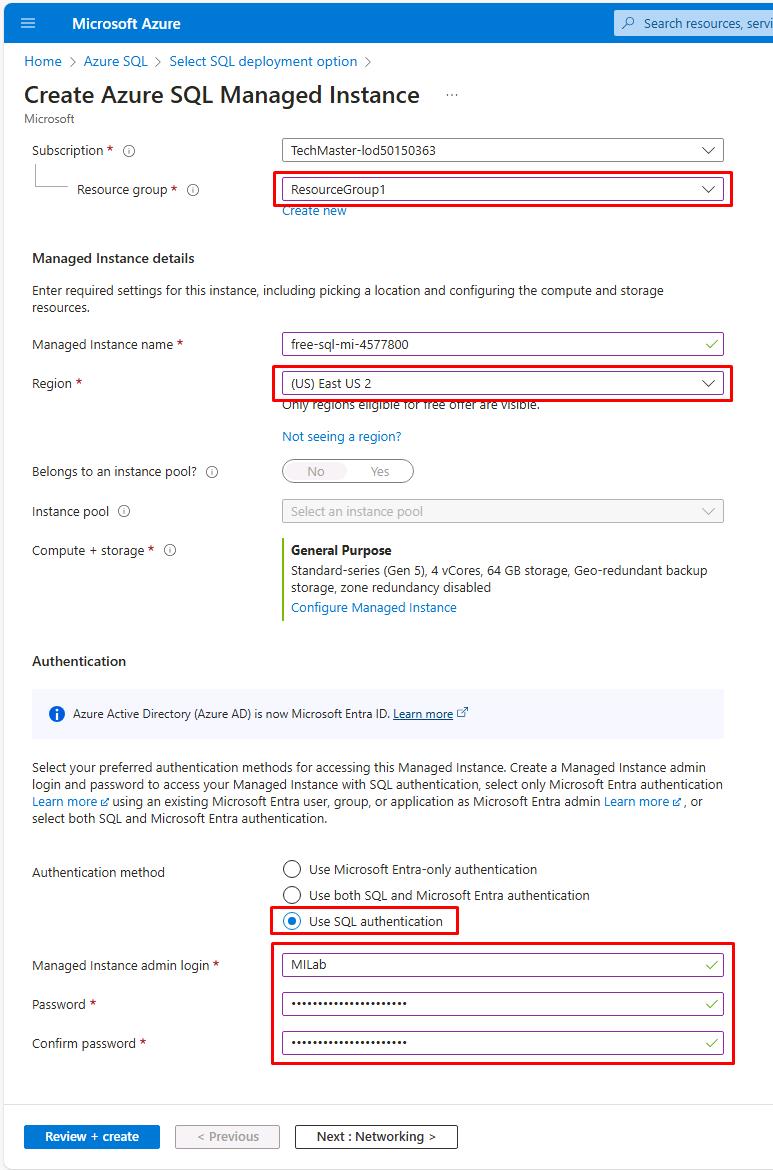 Microsoft Azure
Search resources, servi
Home > Azure SQL > Select SQL deployment option >
Create Azure SQL Managed Instance ...
Microsoft
Subscription *
TechMaster-lod50150363
Resource group *
ResourceGroup1
Create new
Managed Instance details
Enter required settings for this instance, including picking a location and configuring the compute and storage
resources.
Managed Instance name *
free-sql-mi-4577800
Region *
(US) East US 2
Only regions eligible for free offer are visible.
Not seeing a region?
Belongs to an instance pool?
No Yes
Instance pool
Select an instance pool
Compute + storage *
General Purpose
Standard-series (Gen 5), 4 vCores, 64 GB storage, Geo-redundant backup
storage, zone redundancy disabled
Configure Managed Instance
Authentication
Azure Active Directory (Azure AD) is now Microsoft Entra ID. Learn more
Select your preferred authentication methods for accessing this Managed Instance. Create a Managed Instance admin
login and password to access your Managed Instance with SQL authentication, select only Microsoft Entra authentication
Learn more using an existing Microsoft Entra user, group, or application as Microsoft Entra admin Learn more , or
select both SQL and Microsoft Entra authentication.
Authentication method
Use Microsoft Entra-only authentication
Use both SQL and Microsoft Entra authentication
Use SQL authentication
Managed Instance admin login *
MILab
Password *
••••••••••••••••••••••
Confirm password *
••••••••••••••••••••••
Review + create
< Previous
Next : Networking >